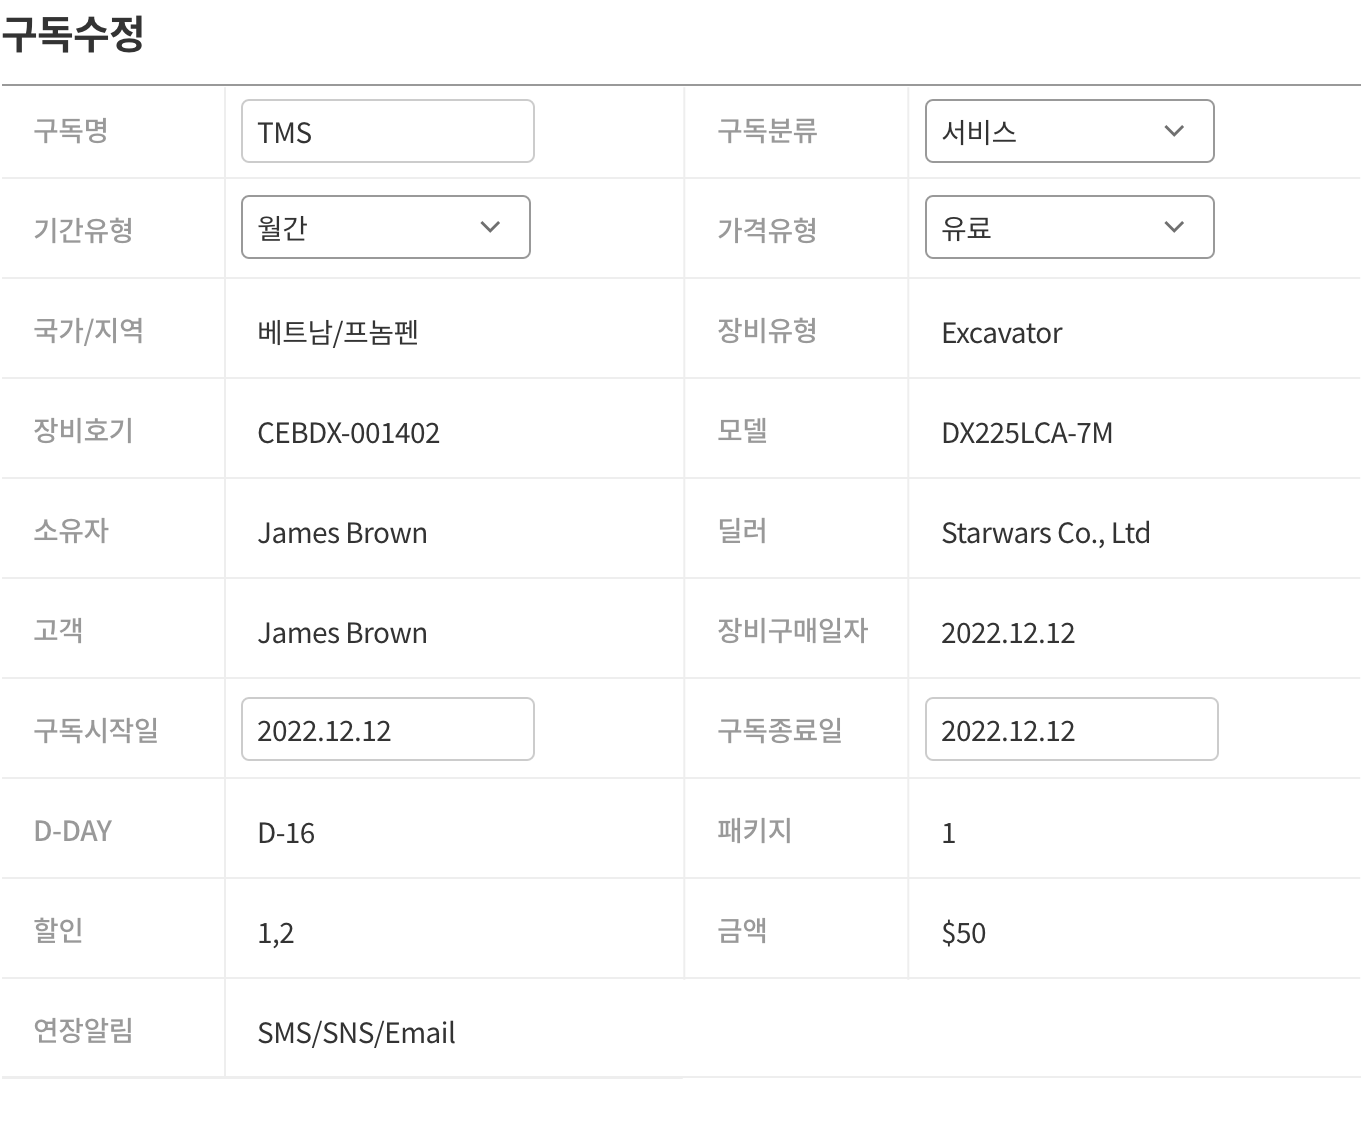 구독수정
구독명 TMS 구독분류 서비스
기간유형 월간 가격유형 유료
국가/지역 베트남/프놈펜 장비유형 Excavator
장비호기 CEBDX-001402 모델 DX225LCA-7M
소유자 James Brown 딜러 Starwars Co., Ltd
고객 James Brown 장비구매일자 2022.12.12
구독시작일 2022.12.12 구독종료일 2022.12.12
D-DAY D-16 패키지 1
할인 1,2 금액 $50
연장알림 SMS/SNS/Email